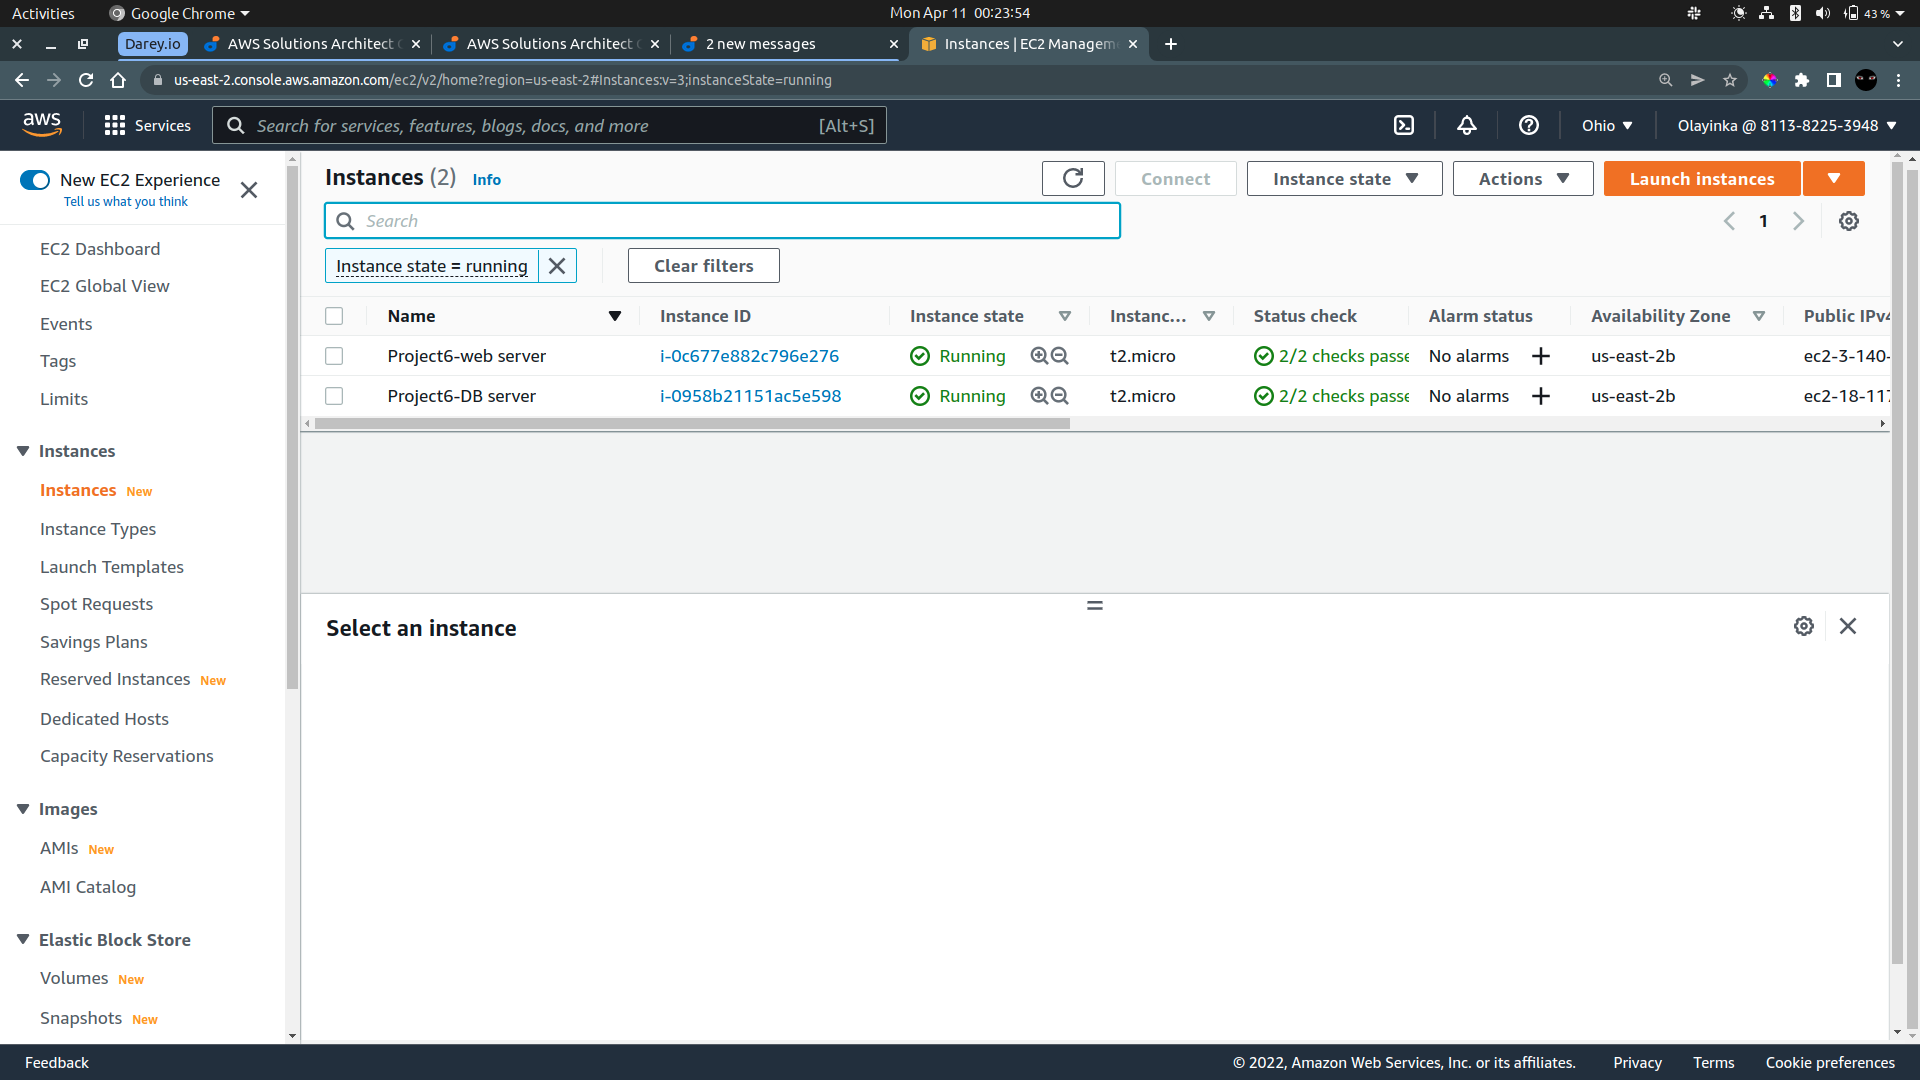 Activities
Google Chrome
Mon Apr 11 00:23:54
43 %
Darey.io
AWS Solutions Architect
AWS Solutions Architect
2 new messages
Instances | EC2 Managem
us-east-2.console.aws.amazon.com/ec2/v2/home?region=us-east-2#Instances:v=3;instanceState=running
aws
Services
Search for services, features, blogs, docs, and more
[Alt+S]
Ohio
Olayinka @ 8113-8225-3948
New EC2 Experience
Tell us what you think
EC2 Dashboard
EC2 Global View
Events
Tags
Limits
Instances
Instances New
Instance Types
Launch Templates
Spot Requests
Savings Plans
Reserved Instances New
Dedicated Hosts
Capacity Reservations
Images
AMIs New
AMI Catalog
Elastic Block Store
Volumes New
Snapshots New
Instances (2) Info
Connect
Instance state
Actions
Launch instances
Search
1
Instance state = running
Clear filters
Name Instance ID Instance state Instanc... Status check Alarm status Availability Zone Public IPv4
Project6-web server i-0c677e882c796e276 Running t2.micro 2/2 checks passe No alarms + us-east-2b ec2-3-140-
Project6-DB server i-0958b21151ac5e598 Running t2.micro 2/2 checks passe No alarms + us-east-2b ec2-18-117
Select an instance
Feedback
© 2022, Amazon Web Services, Inc. or its affiliates. Privacy Terms Cookie preferences